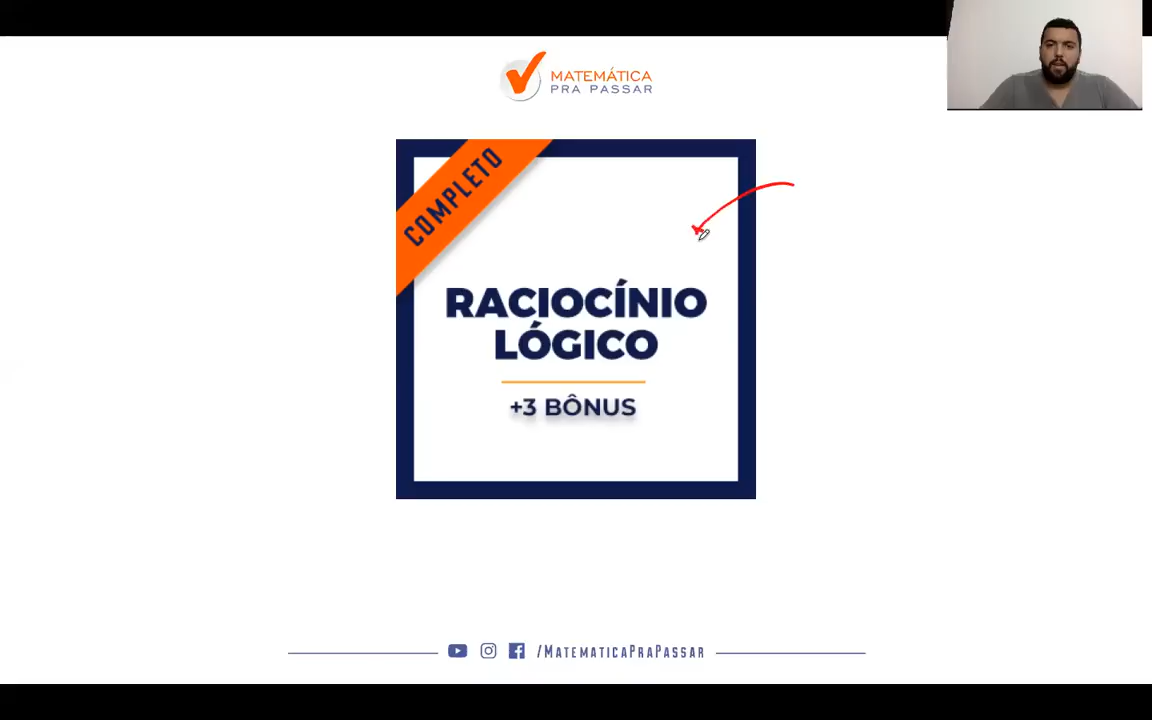 MATEMÁTICA
PRA PASSAR
COMPLETO
RACIOCÍNIO
LÓGICO
+3 BÔNUS
/MATEMATICAPRAPASSAR